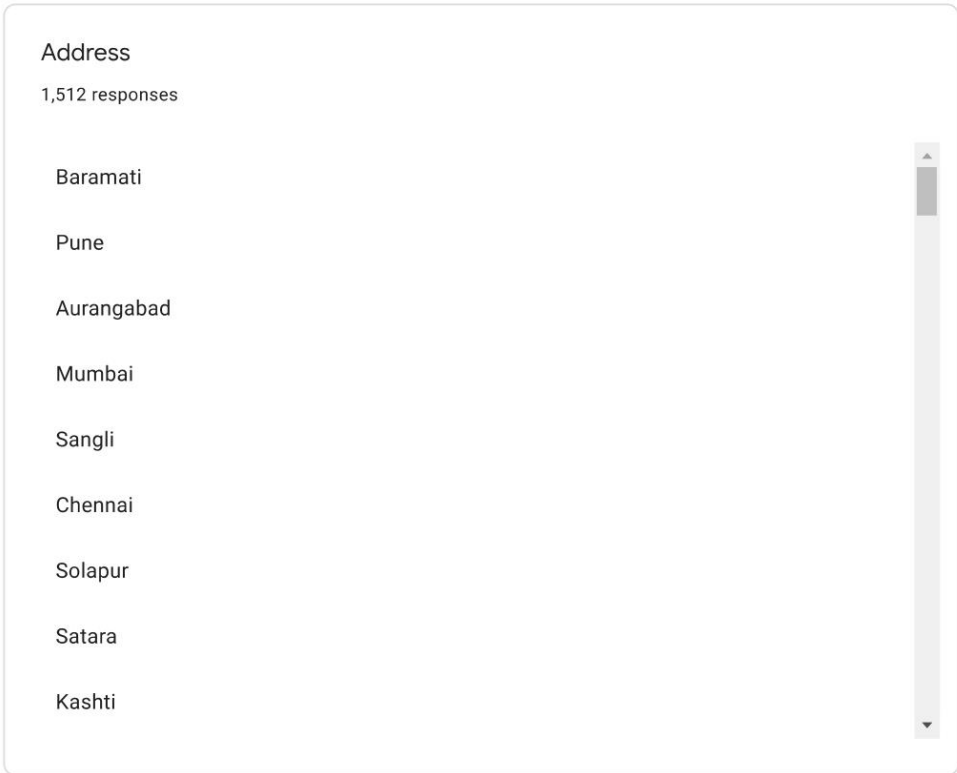 Address
1,512 responses
Baramati
Pune
Aurangabad
Mumbai
Sangli
Chennai
Solapur
Satara
Kashti